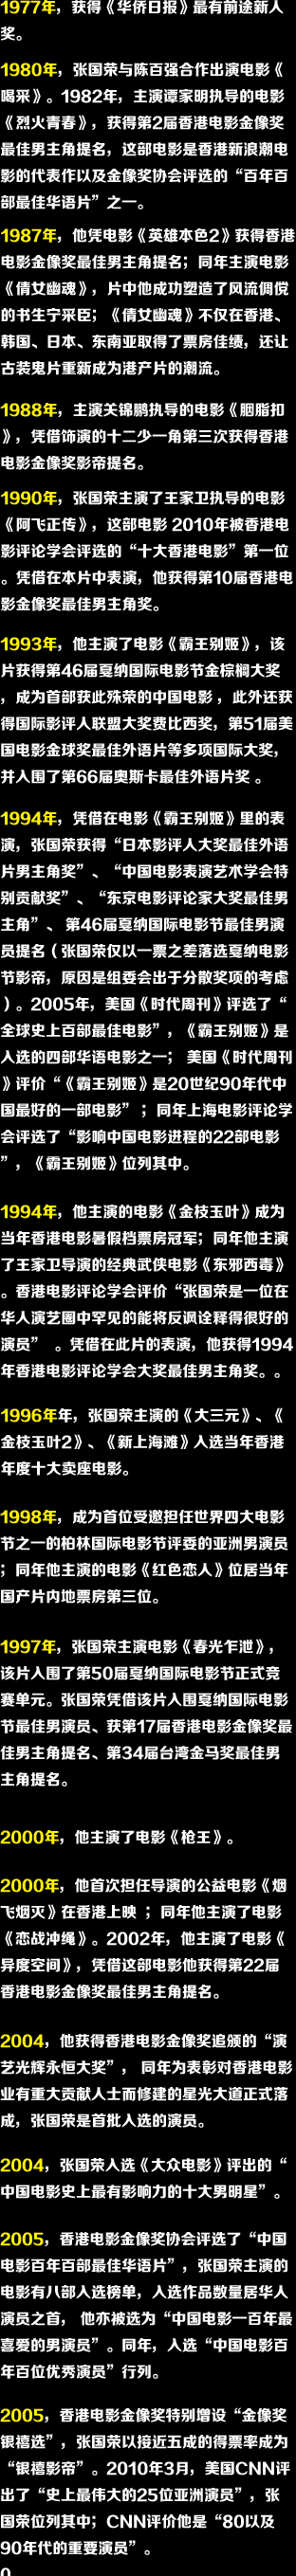 1977年，获得《华侨日报》最有前途新人
奖。
1980年，张国荣与陈百强合作出演电影《
喝采》。1982年，主演谭家明执导的电影
《烈火青春》，获得第2届香港电影金像奖
最佳男主角提名，这部电影是香港新浪潮电
影的代表作以及金像奖协会评选的“百年百
部最佳华语片”之一。
1987年，他凭电影《英雄本色2》获得香港
电影金像奖最佳男主角提名；同年主演电影
《倩女幽魂》，片中他成功塑造了风流倜傥
的书生宁采臣；《倩女幽魂》不仅在香港、
韩国、日本、东南亚取得了票房佳绩，还让
古装鬼片重新成为港产片的潮流。
1988年，主演关锦鹏执导的电影《胭脂扣
》，凭借饰演的十二少一角第三次获得香港
电影金像奖影帝提名。
1990年，张国荣主演了王家卫执导的电影
《阿飞正传》，这部电影 2010年被香港电
影评论学会评选的“十大香港电影”第一位
。凭借在本片中表演，他获得第10届香港电
影金像奖最佳男主角奖。
1993年，他主演了电影《霸王别姬》，该
片获得第46届戛纳国际电影节金棕榈大奖
，成为首部获此殊荣的中国电影 ，此外还获
得国际影评人联盟大奖费比西奖，第51届美
国电影金球奖最佳外语片等多项国际大奖，
并入围了第66届奥斯卡最佳外语片奖 。
1994年，凭借在电影《霸王别姬》里的表
演，张国荣获得“日本影评人大奖最佳外语
片男主角奖”、“中国电影表演艺术学会特
别贡献奖”、“东京电影评论家大奖最佳男
主角”、 第46届戛纳国际电影节最佳男演
员提名（张国荣仅以一票之差落选戛纳电影
节影帝，原因是组委会出于分散奖项的考虑
）。2005年，美国《时代周刊》评选了“
全球史上百部最佳电影”，《霸王别姬》是
入选的四部华语电影之一； 美国《时代周刊
》评价“《霸王别姬》是20世纪90年代中
国最好的一部电影” ；同年上海电影评论学
会评选了“影响中国电影进程的22部电影
”，《霸王别姬》位列其中。
1994年，他主演的电影《金枝玉叶》成为
当年香港电影暑假档票房冠军；同年他主演
了王家卫导演的经典武侠电影《东邪西毒》
。香港电影评论学会评价“张国荣是一位在
华人演艺圈中罕见的能将反讽诠释得很好的
演员” 。凭借在此片的表演，他获得1994
年香港电影评论学会大奖最佳男主角奖。。
1996年年，张国荣主演的《大三元》、《
金枝玉叶2》、《新上海滩》入选当年香港
年度十大卖座电影。
1998年，成为首位受邀担任世界四大电影
节之一的柏林国际电影节评委的亚洲男演员
；同年他主演的电影《红色恋人》位居当年
国产片内地票房第三位。
1997年，张国荣主演电影《春光乍泄》，
该片入围了第50届戛纳国际电影节正式竞
赛单元。张国荣凭借该片入围戛纳国际电影
节最佳男演员、获第17届香港电影金像奖最
佳男主角提名、第34届台湾金马奖最佳男
主角提名。
2000年，他主演了电影《枪王》。
2000年，他首次担任导演的公益电影《烟
飞烟灭》在香港上映 ；同年他主演了电影
《恋战冲绳》。2002年，他主演了电影《
异度空间》，凭借这部电影他获得第22届
香港电影金像奖最佳男主角提名。
2004，他获得香港电影金像奖追颁的“演
艺光辉永恒大奖”， 同年为表彰对香港电影
业有重大贡献人士而修建的星光大道正式落
成，张国荣是首批入选的演员。
2004，张国荣入选《大众电影》评出的“
中国电影史上最有影响力的十大男明星”。
2005，香港电影金像奖协会评选了“中国
电影百年百部最佳华语片”，张国荣主演的
电影有八部入选榜单，入选作品数量居华人
演员之首， 他亦被选为“中国电影一百年最
喜爱的男演员”。同年，入选“中国电影百
年百位优秀演员”行列。
2005，香港电影金像奖特别增设“金像奖
银禧选”，张国荣以接近五成的得票率成为
“银禧影帝”。2010年3月，美国CNN评
出了“史上最伟大的25位亚洲演员”，张
国荣位列其中；CNN评价他是“80以及
90年代的重要演员”。